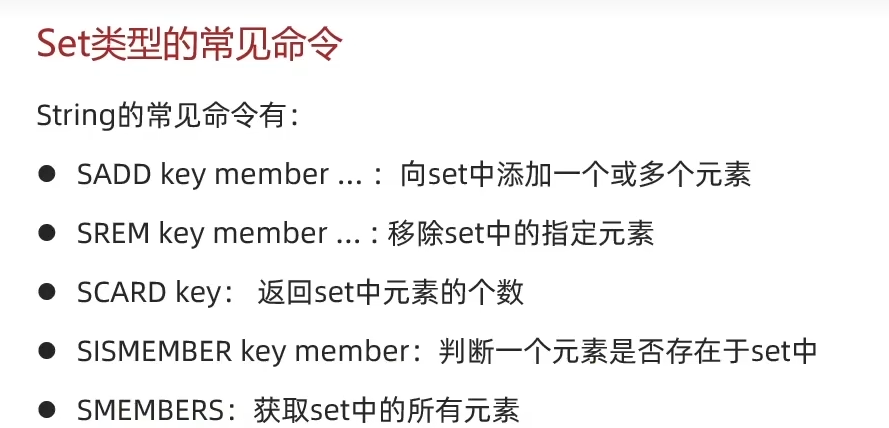 Set类型的常见命令
String的常见命令有：
● SADD key member ... ：向set中添加一个或多个元素
● SREM key member ... : 移除set中的指定元素
● SCARD key： 返回set中元素的个数
● SISMEMBER key member：判断一个元素是否存在于set中
● SMEMBERS：获取set中的所有元素